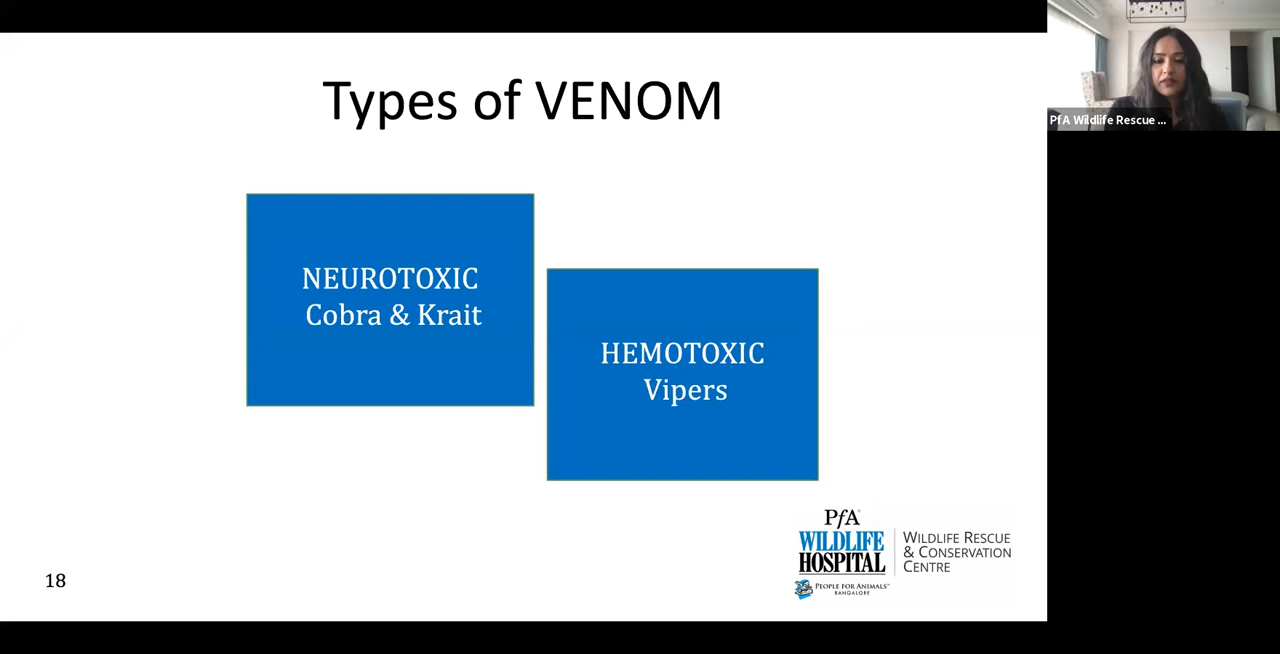 Types of VENOM
PfA Wildlife Rescue ...
NEUROTOXIC
Cobra & Krait
HEMOTOXIC
Vipers
PfA
WILDLIFE
HOSPITAL
PEOPLE FOR ANIMALS
BANGALORE
WILDLIFE RESCUE
& CONSERVATION
CENTRE
18